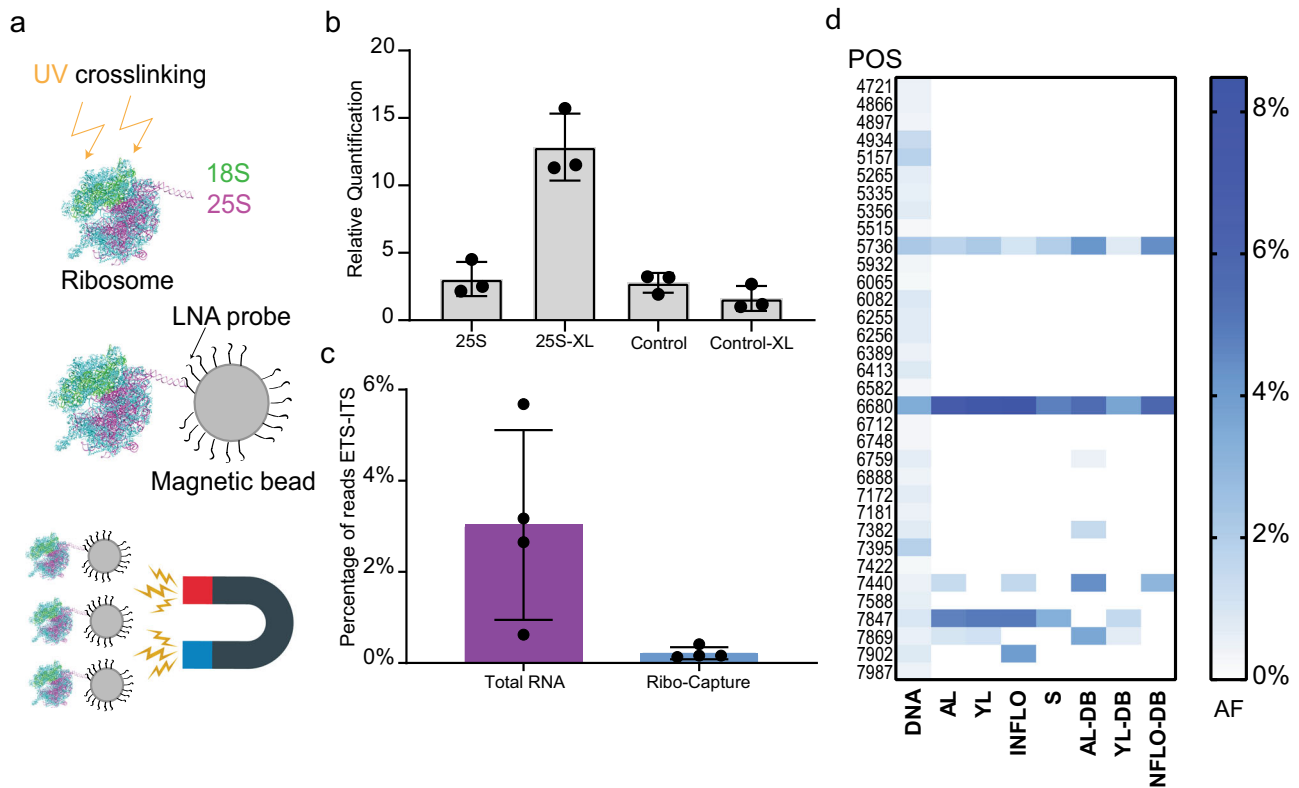 a
UV crosslinking
18S
25S
Ribosome
LNA probe
Magnetic bead
b
Relative Quantification
20
15
10
5
0
25S
25S-XL
Control
Control-XL
c
Percentage of reads ETS-ITS
6%
4%
2%
0%
Total RNA
Ribo-Capture
d
POS
4721
4866
4897
4934
5157
5265
5335
5356
5515
5736
5932
6065
6082
6255
6256
6389
6413
6582
6680
6712
6748
6759
6888
7172
7181
7382
7395
7422
7440
7588
7847
7869
7902
7987
DNA
AL
YL
INFLO
S
AL-DB
YL-DB
NFLO-DB
8%
6%
4%
2%
0%
AF